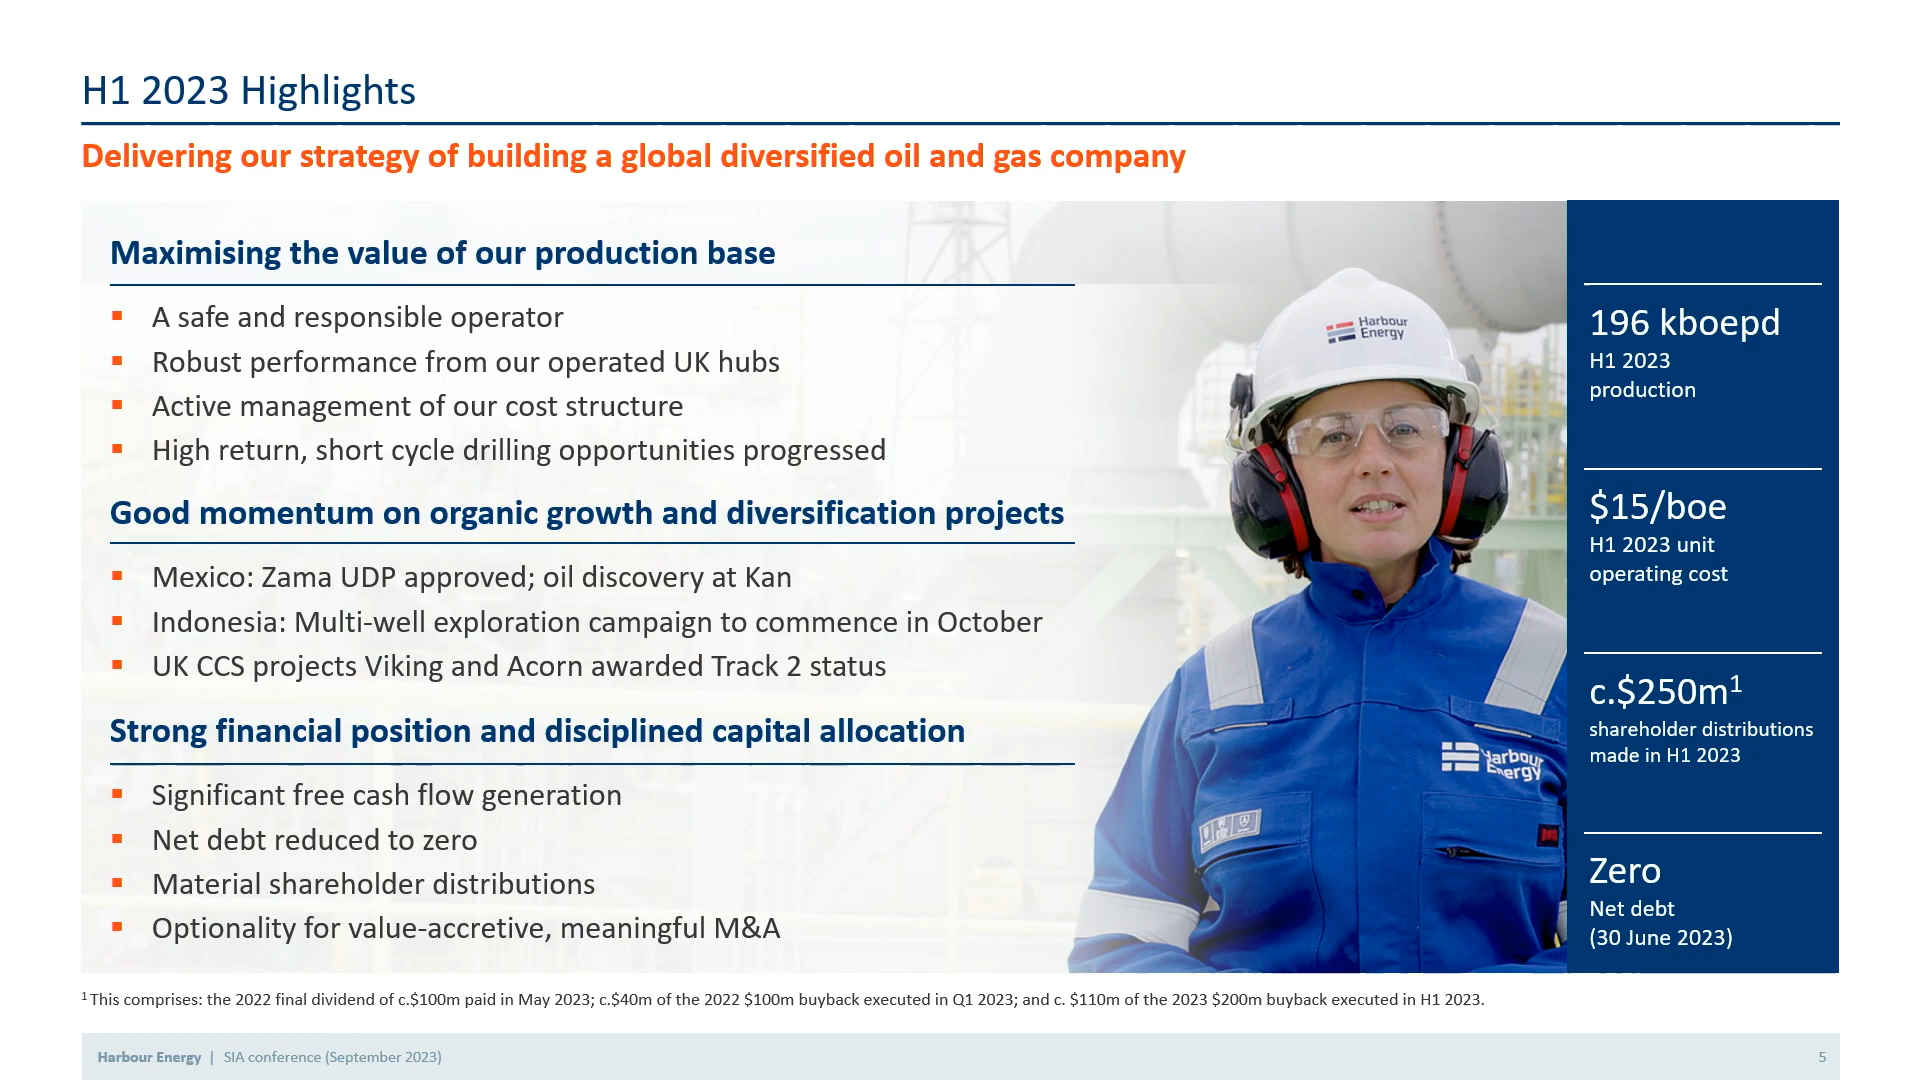 H1 2023 Highlights
Delivering our strategy of building a global diversified oil and gas company
Maximising the value of our production base
▪ A safe and responsible operator
▪ Robust performance from our operated UK hubs
▪ Active management of our cost structure
▪ High return, short cycle drilling opportunities progressed
Good momentum on organic growth and diversification projects
▪ Mexico: Zama UDP approved; oil discovery at Kan
▪ Indonesia: Multi-well exploration campaign to commence in October
▪ UK CCS projects Viking and Acorn awarded Track 2 status
Strong financial position and disciplined capital allocation
▪ Significant free cash flow generation
▪ Net debt reduced to zero
▪ Material shareholder distributions
▪ Optionality for value-accretive, meaningful M&A
Harbour
Energy
Harbour
Energy
196 kboepd
H1 2023
production
$15/boe
H1 2023 unit
operating cost
c.$250m¹
shareholder distributions
made in H1 2023
Zero
Net debt
(30 June 2023)
¹ This comprises: the 2022 final dividend of c.$100m paid in May 2023; c.$40m of the 2022 $100m buyback executed in Q1 2023; and c. $110m of the 2023 $200m buyback executed in H1 2023.
Harbour Energy | SIA conference (September 2023)
5